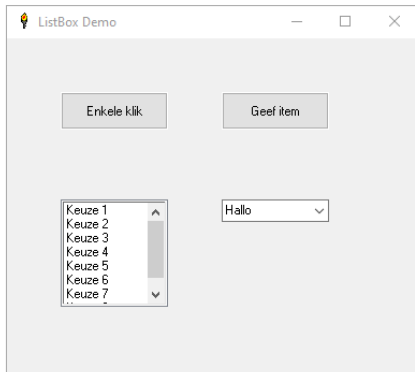 ListBox Demo
Enkele klik
Geef item
Keuze 1
Keuze 2
Keuze 3
Keuze 4
Keuze 5
Keuze 6
Keuze 7
Hallo